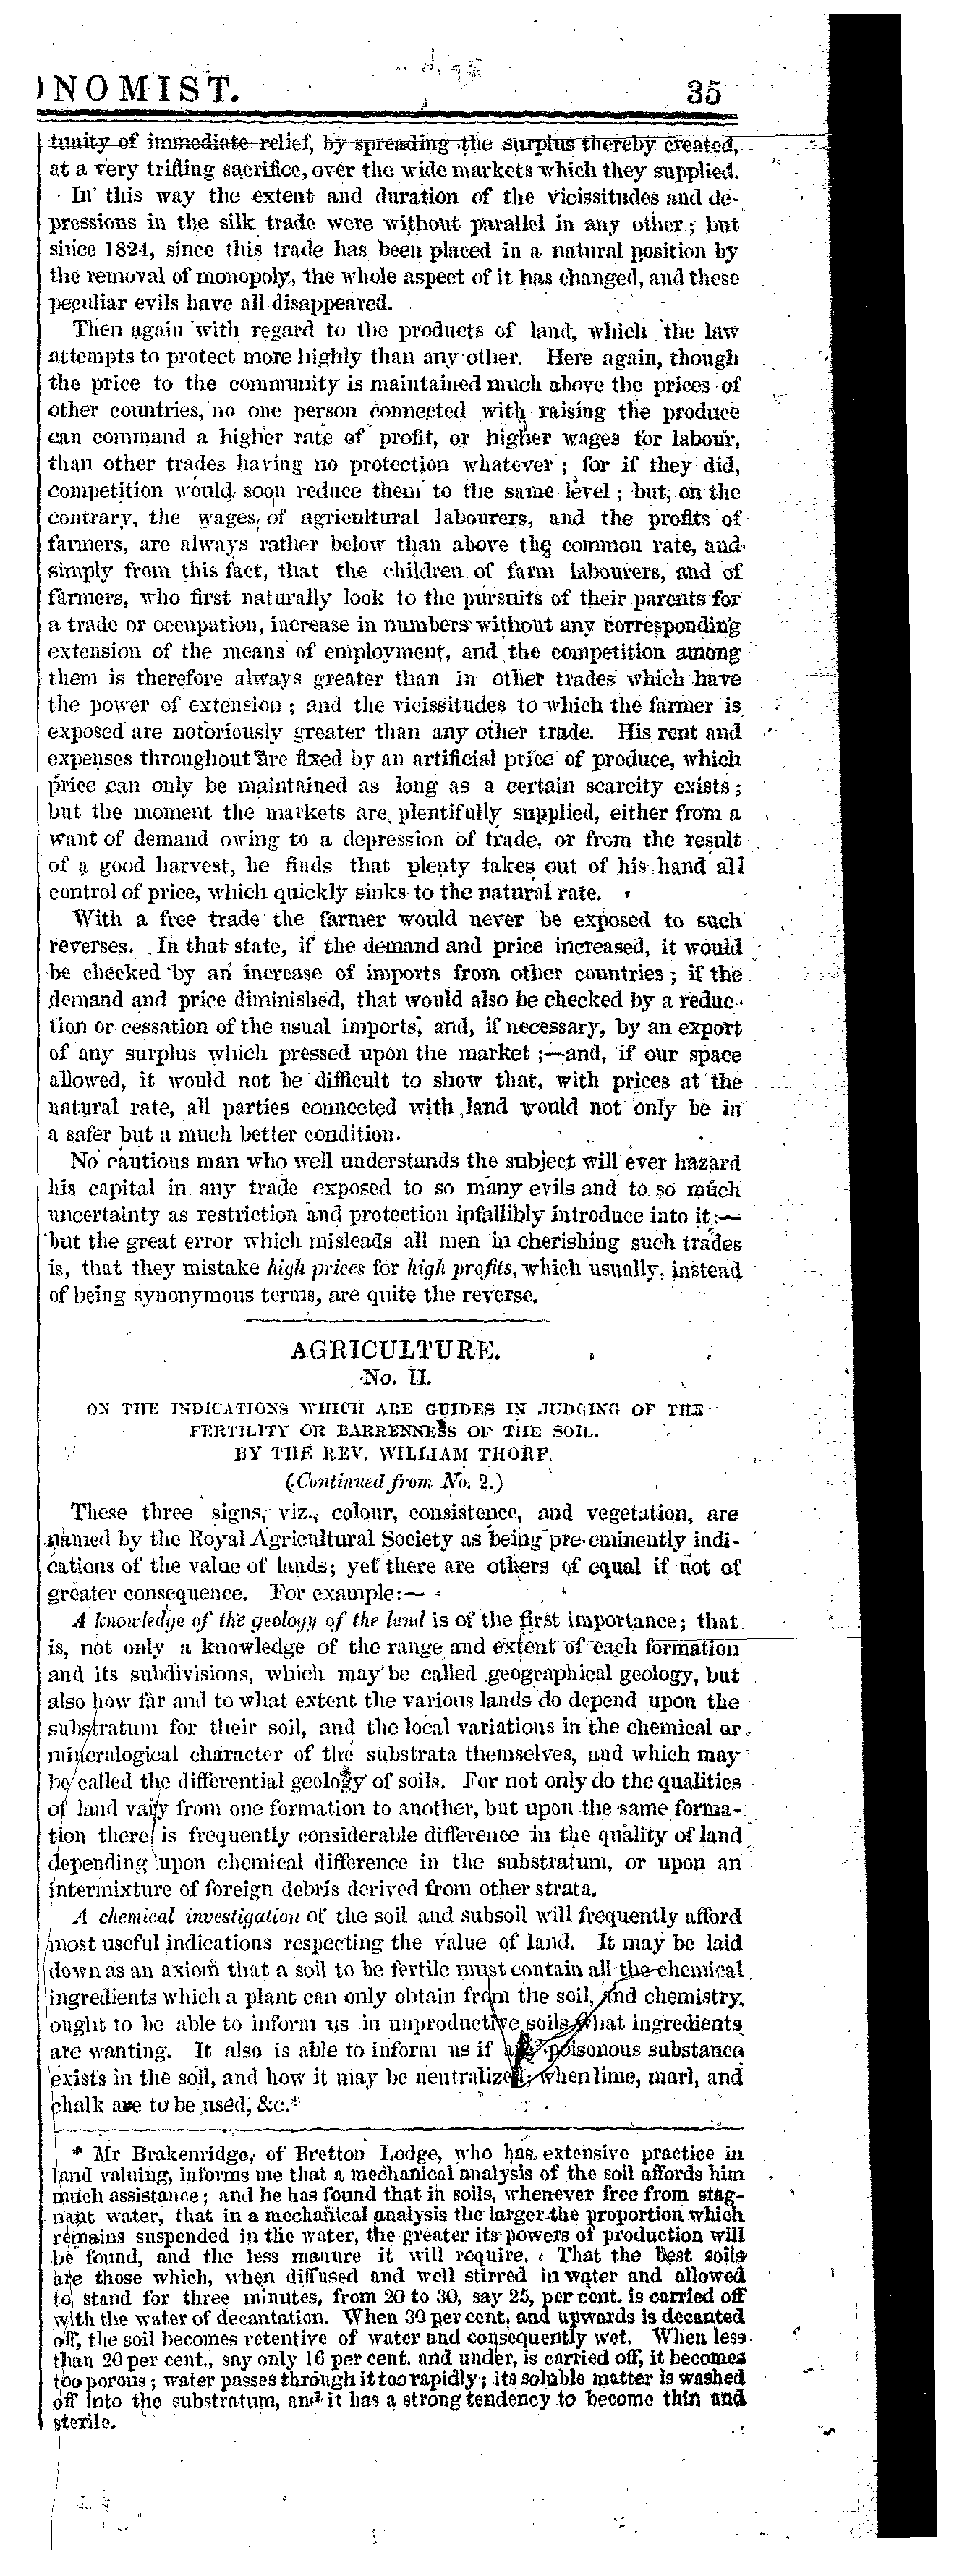 ONOMIST. 35
tunity of immediate relief, by spreading the surplus thereby created,
at a very trifling sacrifice, over the wide markets which they supplied.
In this way the extent and duration of the vicissitudes and de-
pressions in the silk trade were without parallel in any other; but
since 1824, since this trade has been placed in a natural position by
the removal of monopoly, the whole aspect of it has changed, and these
peculiar evils have all disappeared.
Then again with regard to the products of land, which the law
attempts to protect more highly than any other. Here again, though
the price to the community is maintained much above the prices of
other countries, no one person connected with raising the produce
can command a higher rate of profit, or higher wages for labour,
than other trades having no protection whatever; for if they did,
competition would soon reduce them to the same level; but, on the
contrary, the wages of agricultural labourers, and the profits of
farmers, are always rather below than above the common rate, and
simply from this fact, that the children of farm labourers, and of
farmers, who first naturally look to the pursuits of their parents for
a trade or occupation, increase in numbers without any corresponding
extension of the means of employment, and the competition among
them is therefore always greater than in other trades which have
the power of extension; and the vicissitudes to which the farmer is
exposed are notoriously greater than any other trade. His rent and
expenses throughout are fixed by an artificial price of produce, which
price can only be maintained as long as a certain scarcity exists;
but the moment the markets are plentifully supplied, either from a
want of demand owing to a depression of trade, or from the result
of a good harvest, he finds that plenty takes out of his hand all
control of price, which quickly sinks to the natural rate.
With a free trade the farmer would never be exposed to such
reverses. In that state, if the demand and price increased, it would
be checked by an increase of imports from other countries; if the
demand and price diminished, that would also be checked by a reduc-
tion or cessation of the usual imports, and, if necessary, by an export
of any surplus which pressed upon the market;—and, if our space
allowed, it would not be difficult to show that, with prices at the
natural rate, all parties connected with land would not only be in
a safer but a much better condition.
No cautious man who well understands the subject will ever hazard
his capital in any trade exposed to so many evils and to so much
uncertainty as restriction and protection infallibly introduce into it:—
but the great error which misleads all men in cherishing such trades
is, that they mistake high prices for high profits, which usually, instead
of being synonymous terms, are quite the reverse.
AGRICULTURE.
No. II.
ON THE INDICATIONS WHICH ARE GUIDES IN JUDGING OF THE
FERTILITY OR BARRENNESS OF THE SOIL.
BY THE REV. WILLIAM THORP.
(Continued from No. 2.)
These three signs, viz., colour, consistence, and vegetation, are
named by the Royal Agricultural Society as being pre-eminently indi-
cations of the value of lands; yet there are others of equal if not of
greater consequence. For example:—
A knowledge of the geology of the land is of the first importance; that
is, not only a knowledge of the range and extent of each formation
and its subdivisions, which may be called geographical geology, but
also how far and to what extent the various lands do depend upon the
substratum for their soil, and the local variations in the chemical or
mineralogical character of the substrata themselves, and which may
be called the differential geology of soils. For not only do the qualities
of land vary from one formation to another, but upon the same forma-
tion there is frequently considerable difference in the quality of land
depending upon chemical difference in the substratum, or upon an
intermixture of foreign debris derived from other strata.
A chemical investigation of the soil and subsoil will frequently afford
most useful indications respecting the value of land. It may be laid
down as an axiom that a soil to be fertile must contain all the chemical
ingredients which a plant can only obtain from the soil, and chemistry
ought to be able to inform us in unproductive soils what ingredients
are wanting. It also is able to inform us if any poisonous substance
exists in the soil, and how it may be neutralized; when lime, marl, and
chalk are to be used, &c.*
* Mr Brakenridge, of Bretton Lodge, who has extensive practice in
land valuing, informs me that a mechanical analysis of the soil affords him
much assistance; and he has found that in soils, whenever free from stag-
nant water, that in a mechanical analysis the larger the proportion which
remains suspended in the water, the greater its powers of production will
be found, and the less manure it will require. That the best soils
are those which, when diffused and well stirred in water and allowed
to stand for three minutes, from 20 to 30, say 25, per cent. is carried off
with the water of decantation. When 30 per cent. and upwards is decanted
off, the soil becomes retentive of water and consequently wet. When less
than 20 per cent., say only 16 per cent. and under, is carried off, it becomes
too porous; water passes through it too rapidly; its soluble matter is washed
off into the substratum, and it has a strong tendency to become thin and
sterile.